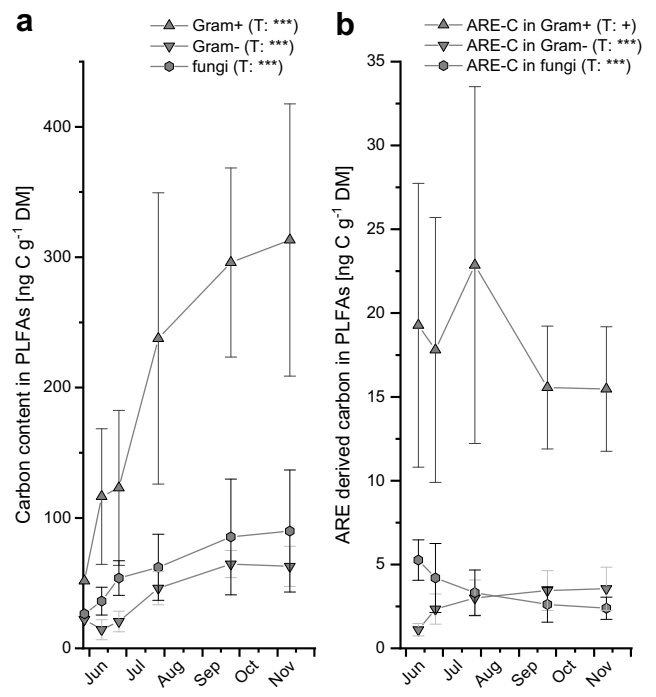 a
Gram+ (T: ***)
Gram- (T: ***)
fungi (T: ***)
Carbon content in PLFAs [ng C g⁻¹ DM]
400
300
200
100
0
Jun
Jul
Aug
Sep
Oct
Nov
b
ARE-C in Gram+ (T: +)
ARE-C in Gram- (T: ***)
ARE-C in fungi (T: ***)
ARE derived carbon in PLFAs [ng C g⁻¹ DM]
35
30
25
20
15
10
5
0
Jun
Jul
Aug
Sep
Oct
Nov